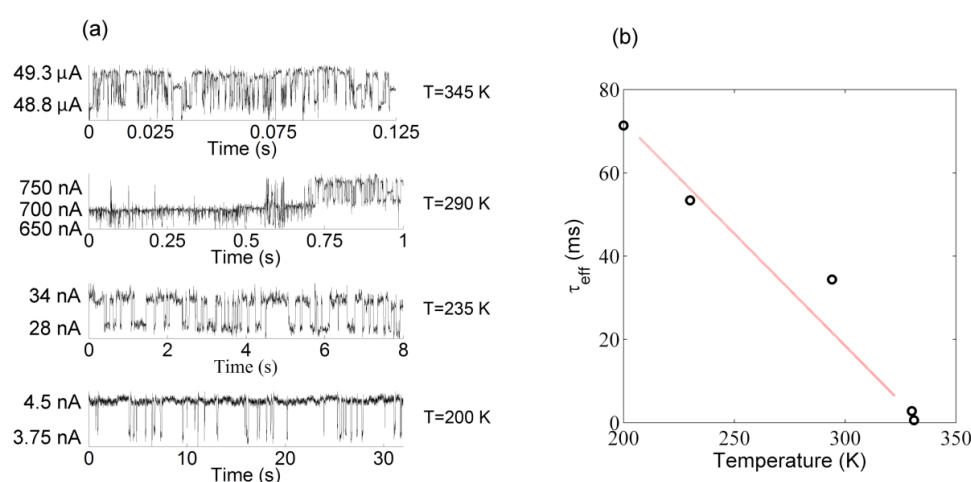 (a)
49.3 μA
48.8 μA
T=345 K
0 0.025 0.075 0.125
Time (s)
750 nA
700 nA
650 nA
T=290 K
0 0.25 0.5 0.75 1
Time (s)
34 nA
28 nA
T=235 K
0 2 4 6 8
Time (s)
4.5 nA
3.75 nA
T=200 K
0 10 20 30
Time (s)
(b)
80
60
40
20
0
τeff (ms)
200 250 300 350
Temperature (K)